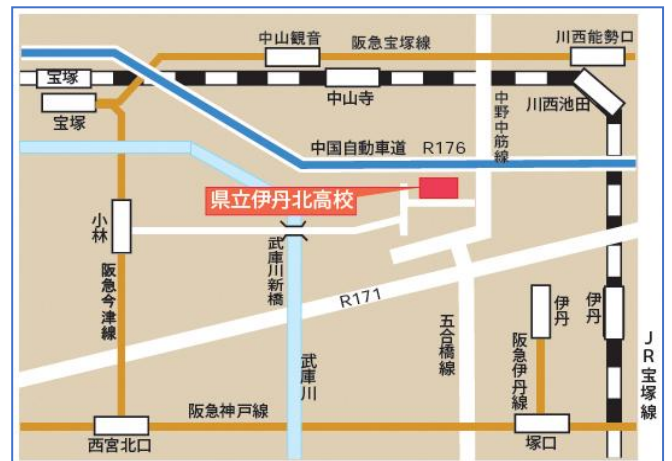 中山観音
阪急宝塚線
川西能勢口
宝塚
宝塚
中山寺
川西池田
中野中筋線
中国自動車道 R176
県立伊丹北高校
小林
武庫川新橋
阪急今津線
R171
伊丹
伊丹
五合橋線
阪急伊丹線
JR宝塚線
武庫川
阪急神戸線
西宮北口
塚口